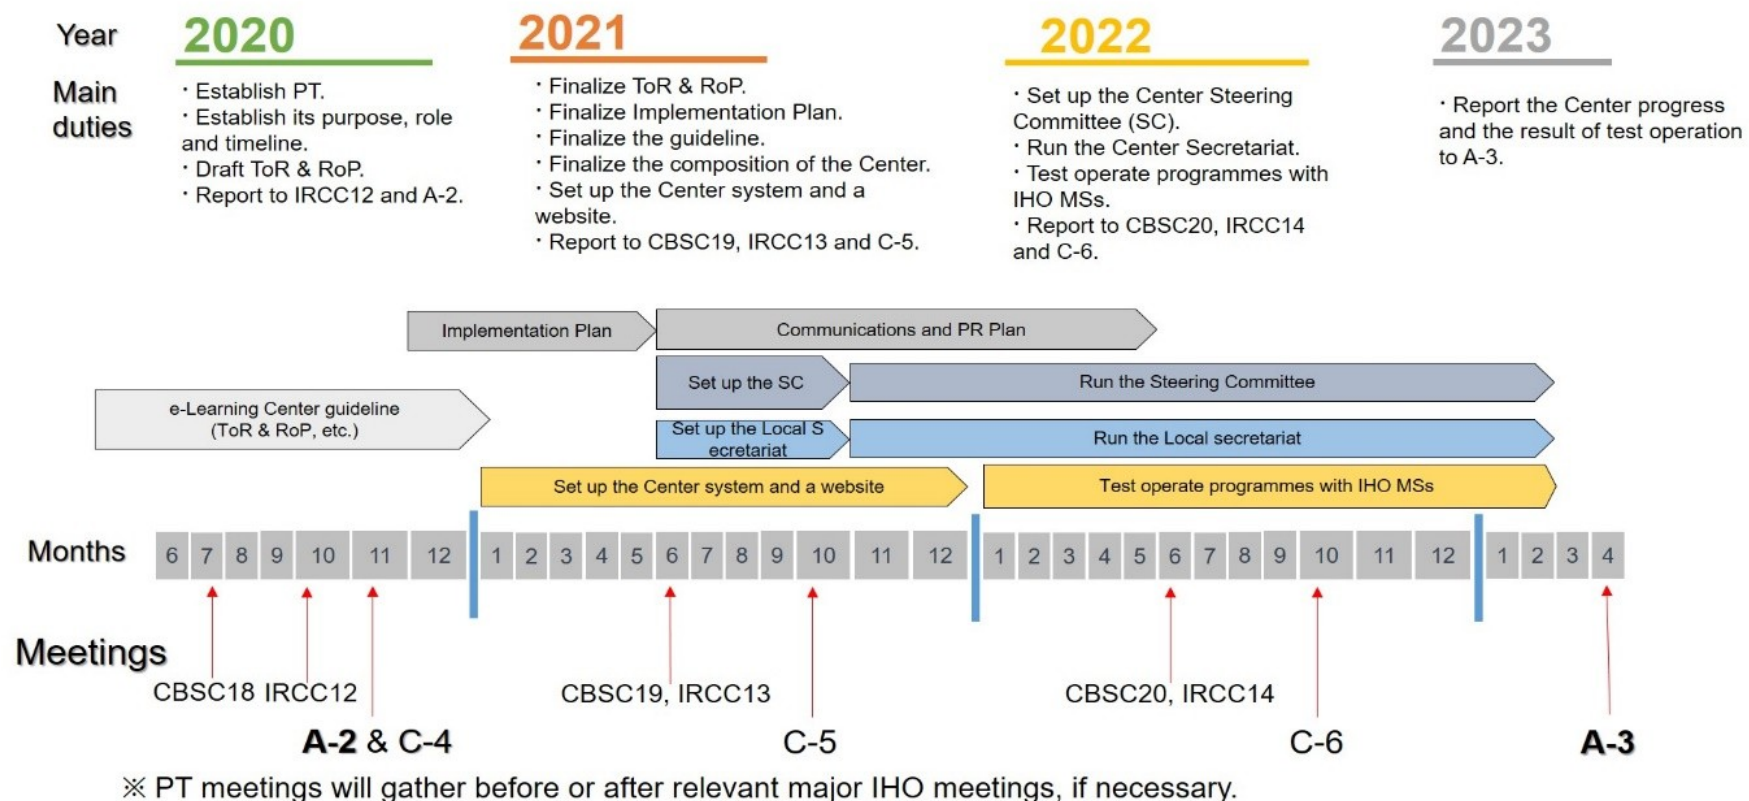 Year
2020
2021
2022
2023
Main
duties
· Establish PT.
· Establish its purpose, role
and timeline.
· Draft ToR & RoP.
· Report to IRCC12 and A-2.
· Finalize ToR & RoP.
· Finalize Implementation Plan.
· Finalize the guideline.
· Finalize the composition of the Center.
· Set up the Center system and a
website.
· Report to CBSC19, IRCC13 and C-5.
· Set up the Center Steering
Committee (SC).
· Run the Center Secretariat.
· Test operate programmes with
IHO MSs.
· Report to CBSC20, IRCC14
and C-6.
· Report the Center progress
and the result of test operation
to A-3.
Implementation Plan
Communications and PR Plan
Set up the SC
Run the Steering Committee
e-Learning Center guideline
(ToR & RoP, etc.)
Set up the Local S
ecretariat
Run the Local secretariat
Set up the Center system and a website
Test operate programmes with IHO MSs
Months
6 7 8 9 10 11 12 1 2 3 4 5 6 7 8 9 10 11 12 1 2 3 4 5 6 7 8 9 10 11 12 1 2 3 4
Meetings
CBSC18 IRCC12
CBSC19, IRCC13
CBSC20, IRCC14
A-2 & C-4
C-5
C-6
A-3
※ PT meetings will gather before or after relevant major IHO meetings, if necessary.